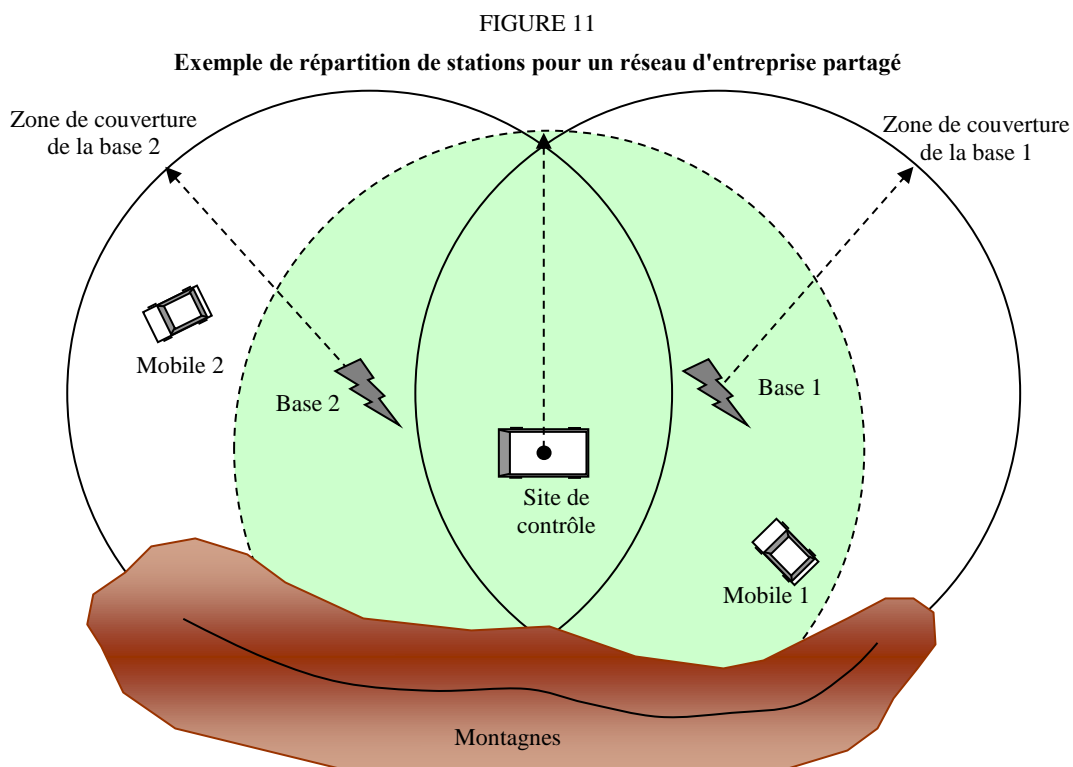 FIGURE 11
Exemple de répartition de stations pour un réseau d'entreprise partagé
Zone de couverture
de la base 2
Zone de couverture
de la base 1
Mobile 2
Base 2
Base 1
Site de
contrôle
Mobile 1
Montagnes